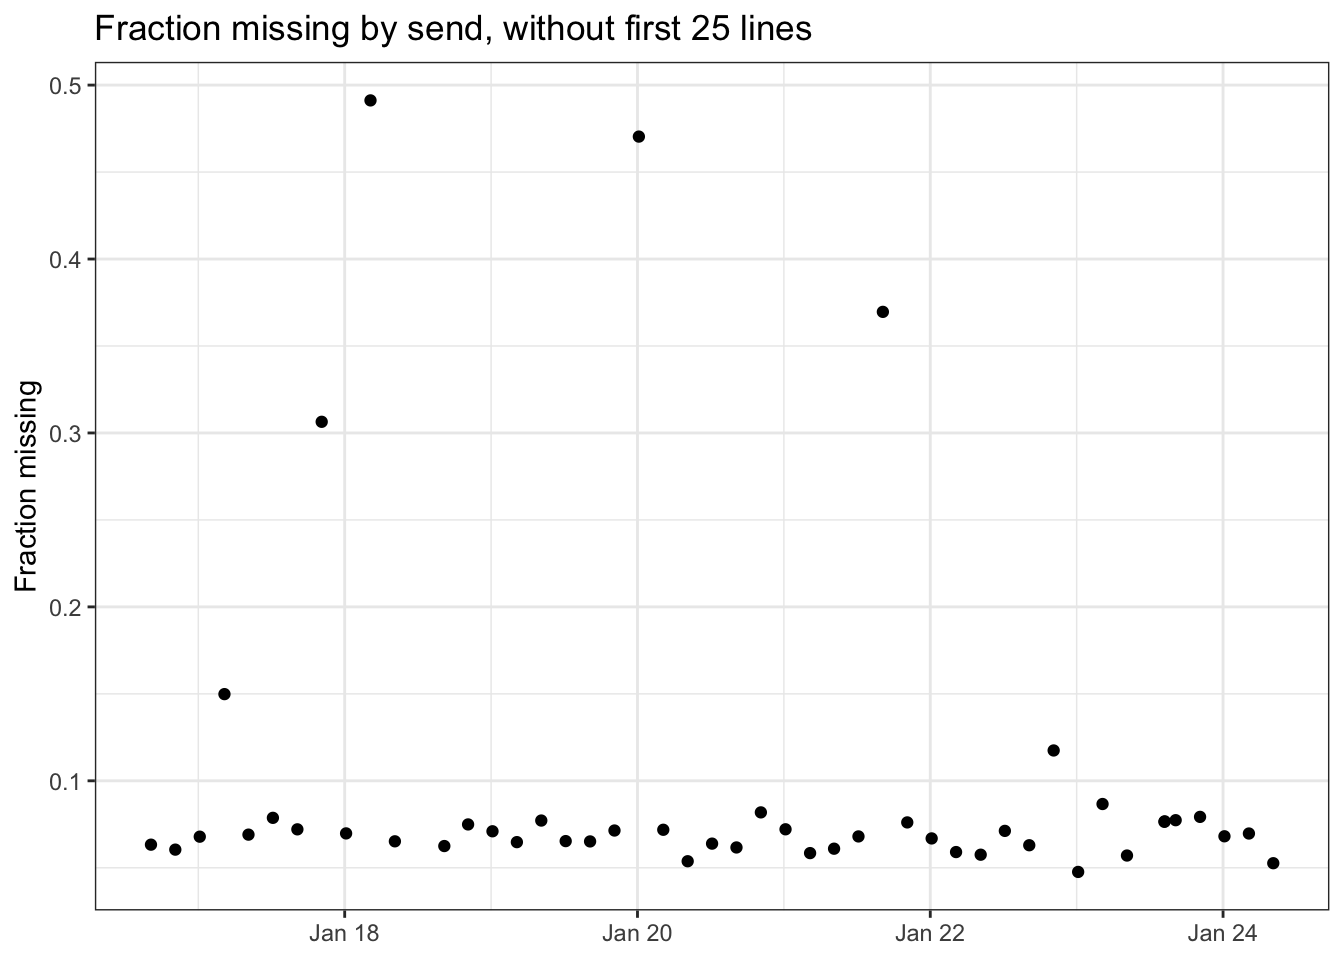 Fraction missing by send, without first 25 lines
Fraction missing
0.5
0.4
0.3
0.2
0.1
Jan 18
Jan 20
Jan 22
Jan 24